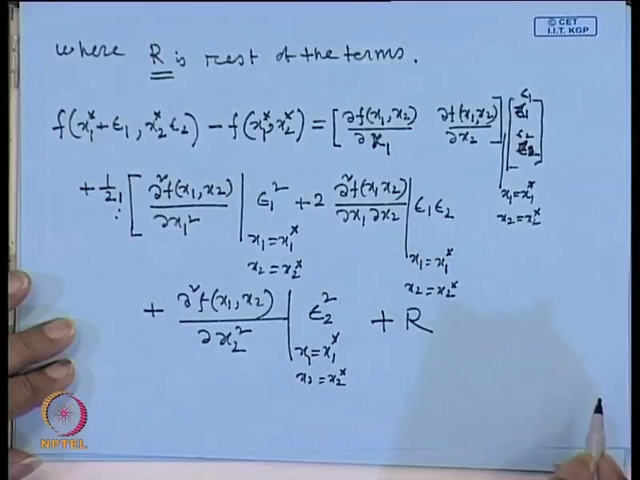 © CET
I.I.T. KGP
where R is rest of the terms.
f(x₁* + ε₁, x₂* ε₂) − f(x₁*, x₂*) = [ ∂f(x₁, x₂)/∂x₁ ∂f(x₁, x₂)/∂x₂ ]|x₁=x₁* x₂=x₂* [ε₁ ε₂]
+ 1/2! [ ∂²f(x₁, x₂)/∂x₁² |x₁=x₁* x₂=x₂* ε₁² + 2 ∂²f(x₁ x₂)/∂x₁ ∂x₂ |x₁=x₁* x₂=x₂* ε₁ ε₂
+ ∂²f(x₁, x₂)/∂x₂² |x₁=x₁* x₂=x₂* ε₂² + R
NPTEL